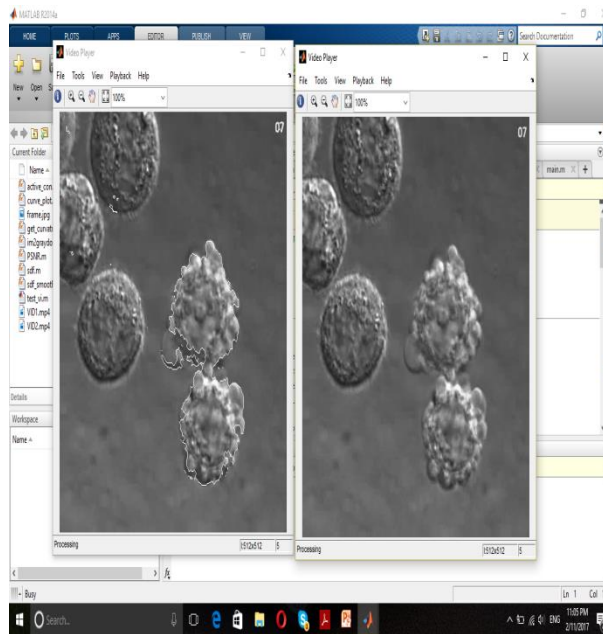 MATLAB R2014a
HOME PLOTS APPS EDITOR PUBLISH VIEW Search Documentation
New Open
Video Player
File Tools View Playback Help
100%
07
Processing
I:512x512 5
Video Player
File Tools View Playback Help
100%
07
Processing
I:512x512 5
Current Folder
Name
active_con
curve_plot.
frame.jpg
get_curvat
im2graydo
PSNR.m
sdf.m
sdf_smooth
test_vi.m
VID1.mp4
VID2.mp4
Details
Workspace
Name
main.m
fx
Busy
Ln 1 Col
Search..
ENG
11:05 PM
2/11/2017